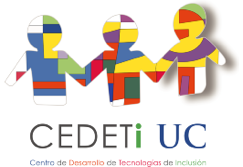 CEDETi UC
Centro de Desarrollo de Tecnologías de Inclusión